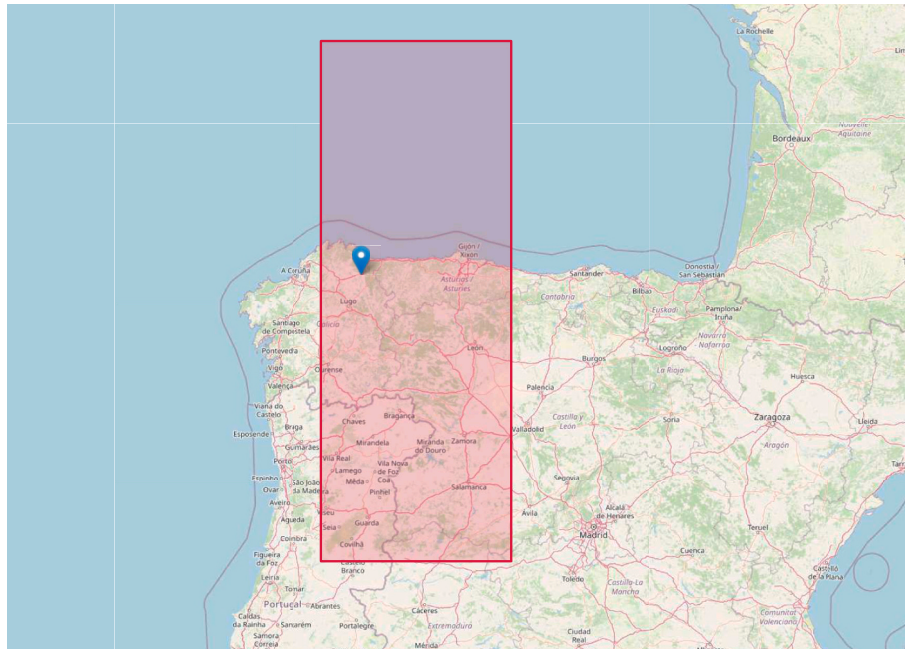 La Rochelle
Nouvelle-
Aquitaine
Bordeaux
Gijón /
Xixón
A Coruña
Asturias /
Asturies
Santander
Donostia /
San Sebastián
Bilbao
Cantabria
Euskadi
Pamplona/
Iruña
Navarra -
Nafarroa
Lugo
Galicia
Santiago
de Compostela
León
Burgos
Logroño
La Rioja
Huesca
Pontevedra
Vigo
Ourense
Valença
Palencia
Viana do
Castelo
Chaves
Bragança
Castilla y
León
Soria
Zaragoza
Aragón
Lleida
Braga
Esposende
Guimarães
Mirandela
Miranda
do Douro
Zamora
Valladolid
Porto
Vila Real
Lamego
Vila Nova
de Foz
Coa
Espinho
Ovar
São João
da Madeira
Mêda
Pinhel
Salamanca
Segovia
Aveiro
Viseu
Águeda
Seia
Guarda
Ávila
Alcalá
de Henares
Madrid
Teruel
Coimbra
Covilhã
Cuenca
Figueira
da Foz
Castelo
Branco
Toledo
Castilla-La
Mancha
Castelló
de la Plana
Leiria
Tomar
Portugal
Abrantes
Cáceres
Comunitat
Valenciana
Caldas
da Rainha
Santarém
Portalegre
Extremadura
Ciudad
Real
Samora
Correia
Mérida